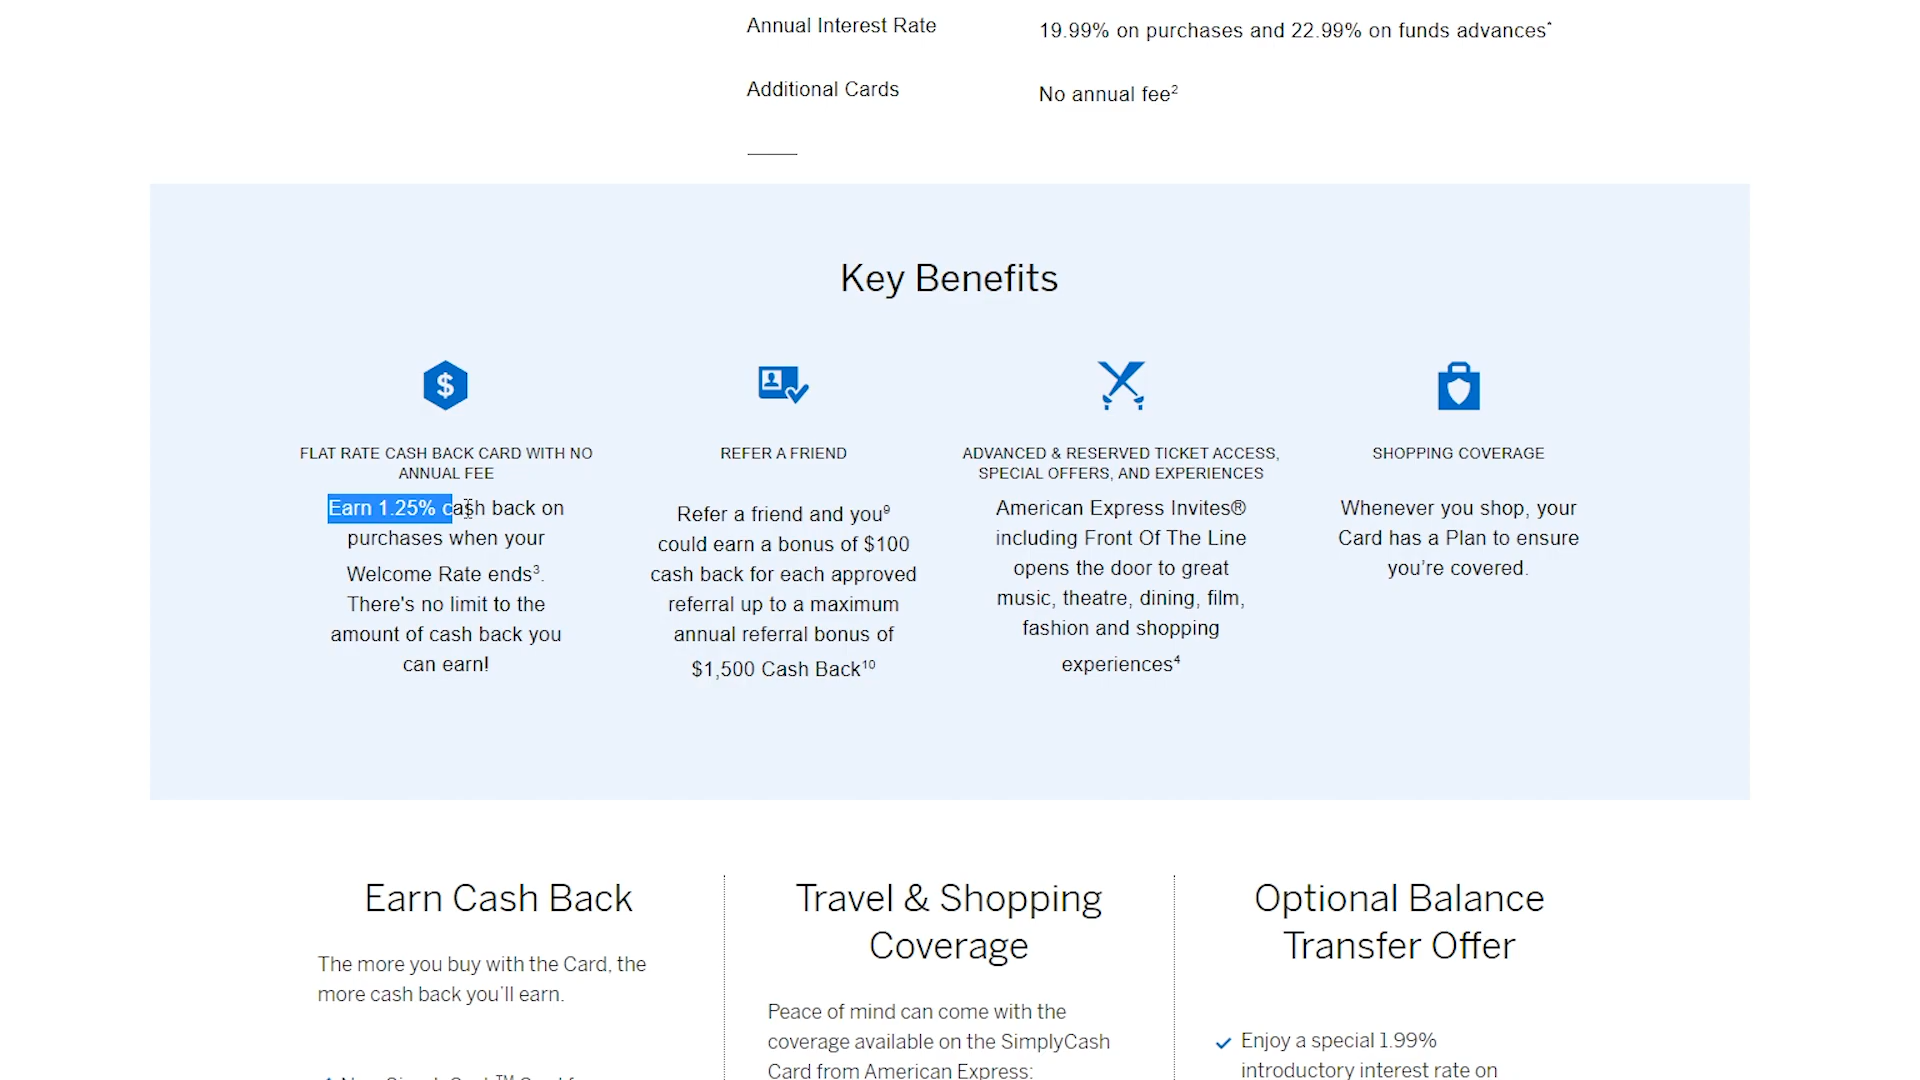 Annual Interest Rate
19.99% on purchases and 22.99% on funds advances*
Additional Cards
No annual fee²
Key Benefits
$
FLAT RATE CASH BACK CARD WITH NO
ANNUAL FEE
Earn 1.25% cash back on
purchases when your
Welcome Rate ends³.
There's no limit to the
amount of cash back you
can earn!
REFER A FRIEND
Refer a friend and you⁹
could earn a bonus of $100
cash back for each approved
referral up to a maximum
annual referral bonus of
$1,500 Cash Back¹⁰
ADVANCED & RESERVED TICKET ACCESS,
SPECIAL OFFERS, AND EXPERIENCES
American Express Invites®
including Front Of The Line
opens the door to great
music, theatre, dining, film,
fashion and shopping
experiences⁴
SHOPPING COVERAGE
Whenever you shop, your
Card has a Plan to ensure
you're covered.
Earn Cash Back
The more you buy with the Card, the
more cash back you'll earn.
Travel & Shopping
Coverage
Peace of mind can come with the
coverage available on the SimplyCash
Card from American Express:
Optional Balance
Transfer Offer
Enjoy a special 1.99%
introductory interest rate on